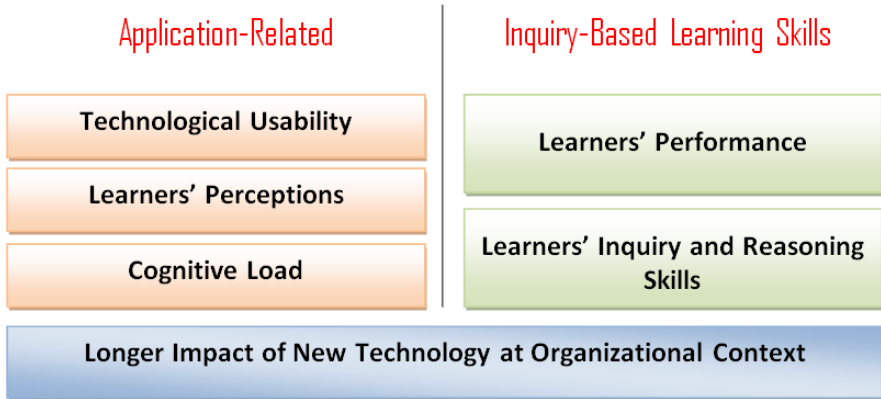 Application-Related
Technological Usability
Learners’ Perceptions
Cognitive Load
Inquiry-Based Learning Skills
Learners’ Performance
Learners’ Inquiry and Reasoning
Skills
Longer Impact of New Technology at Organizational Context